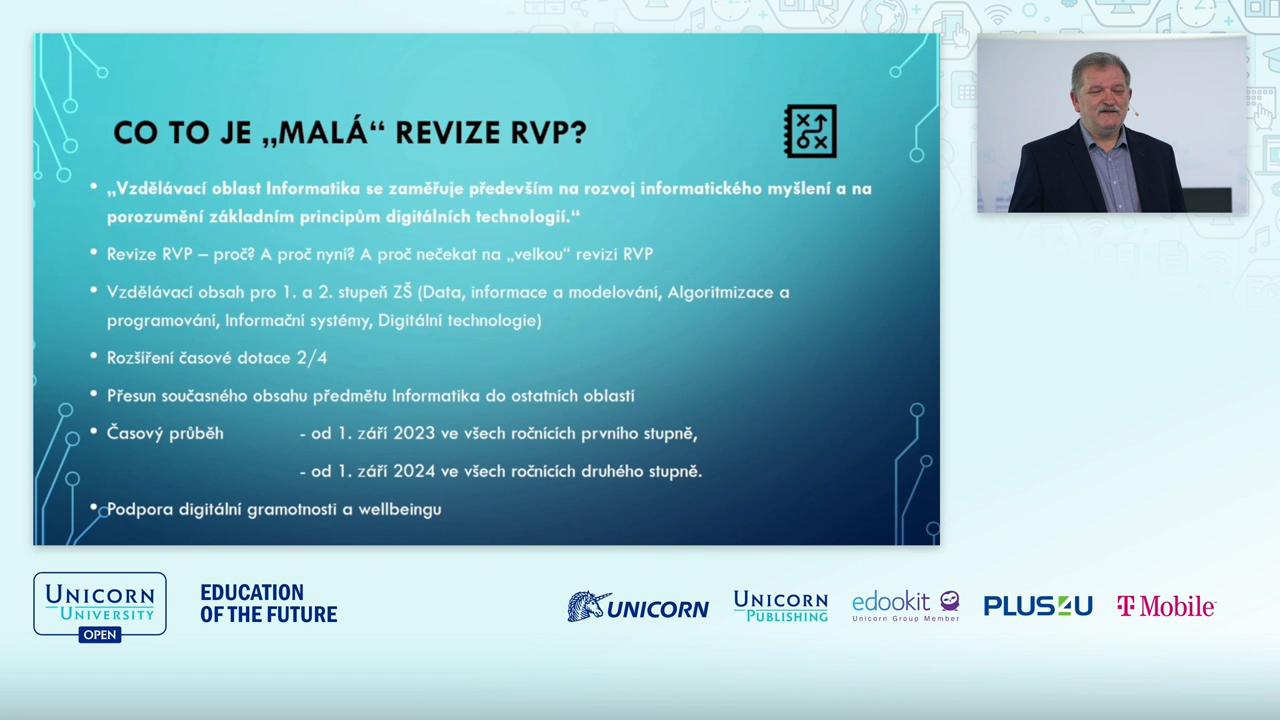 CO TO JE „MALÁ“ REVIZE RVP?
• „Vzdělávací oblast Informatika se zaměřuje především na rozvoj informatického myšlení a na
porozumění základním principům digitálních technologií.“
• Revize RVP – proč? A proč nyní? A proč nečekat na „velkou“ revizi RVP
• Vzdělávací obsah pro 1. a 2. stupeň ZŠ (Data, informace a modelování, Algoritmizace a
programování, Informační systémy, Digitální technologie)
• Rozšíření časové dotace 2/4
• Přesun současného obsahu předmětu Informatika do ostatních oblastí
• Časový průběh - od 1. září 2023 ve všech ročnících prvního stupně,
- od 1. září 2024 ve všech ročnících druhého stupně.
• Podpora digitální gramotnosti a wellbeingu
UNICORN
UNIVERSITY
OPEN
EDUCATION
OF THE FUTURE
UNICORN
UNICORN
PUBLISHING
edookit
Unicorn Group Member
PLUS4U
T Mobile